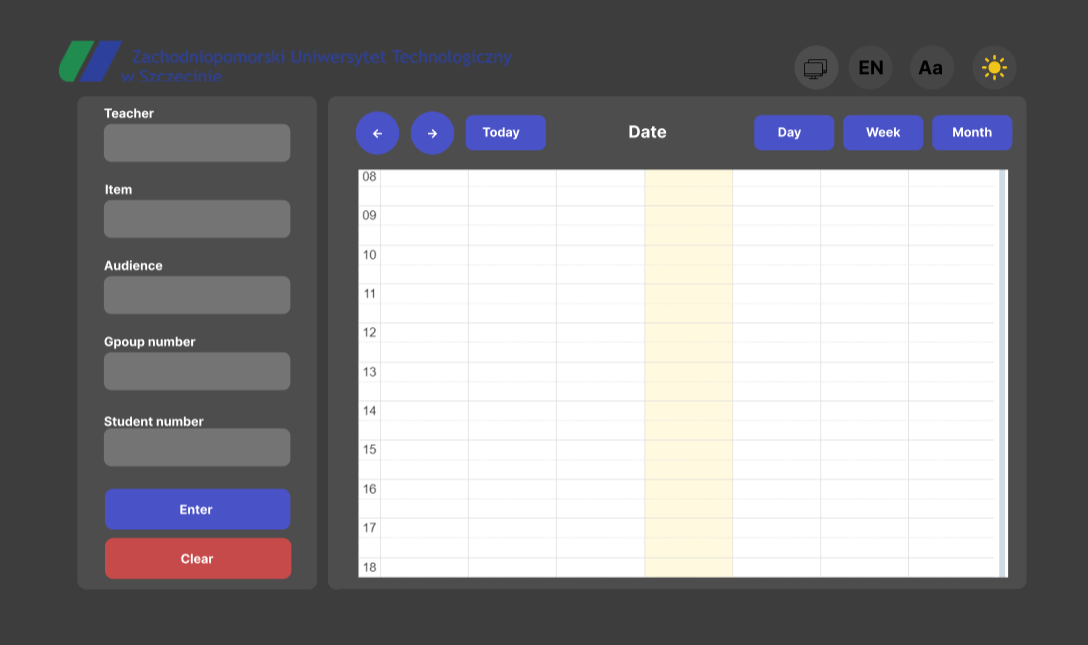 Zachodniopomorski Uniwersytet Technologiczny
w Szczecinie
EN
Aa
Teacher
Item
Audience
Gpoup number
Student number
Enter
Clear
← → Today Date Day Week Month
08
09
10
11
12
13
14
15
16
17
18